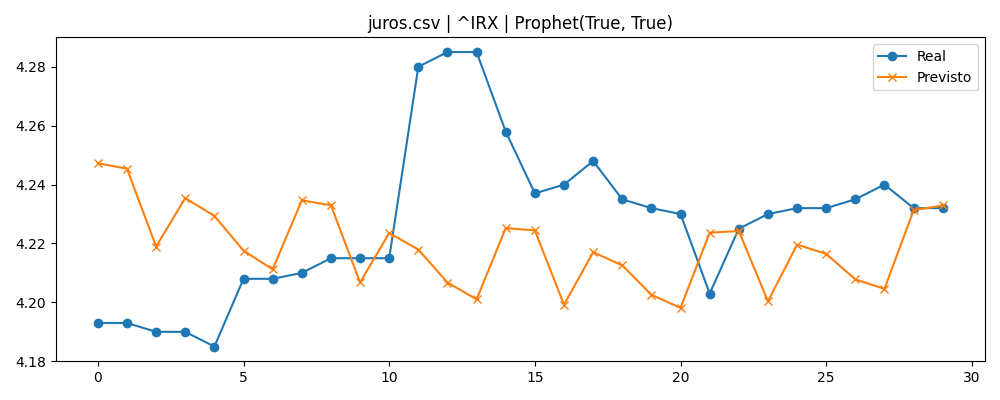 juros.csv | ^IRX | Prophet(True, True)
Real
Previsto
4.28
4.26
4.24
4.22
4.20
4.18
0 5 10 15 20 25 30